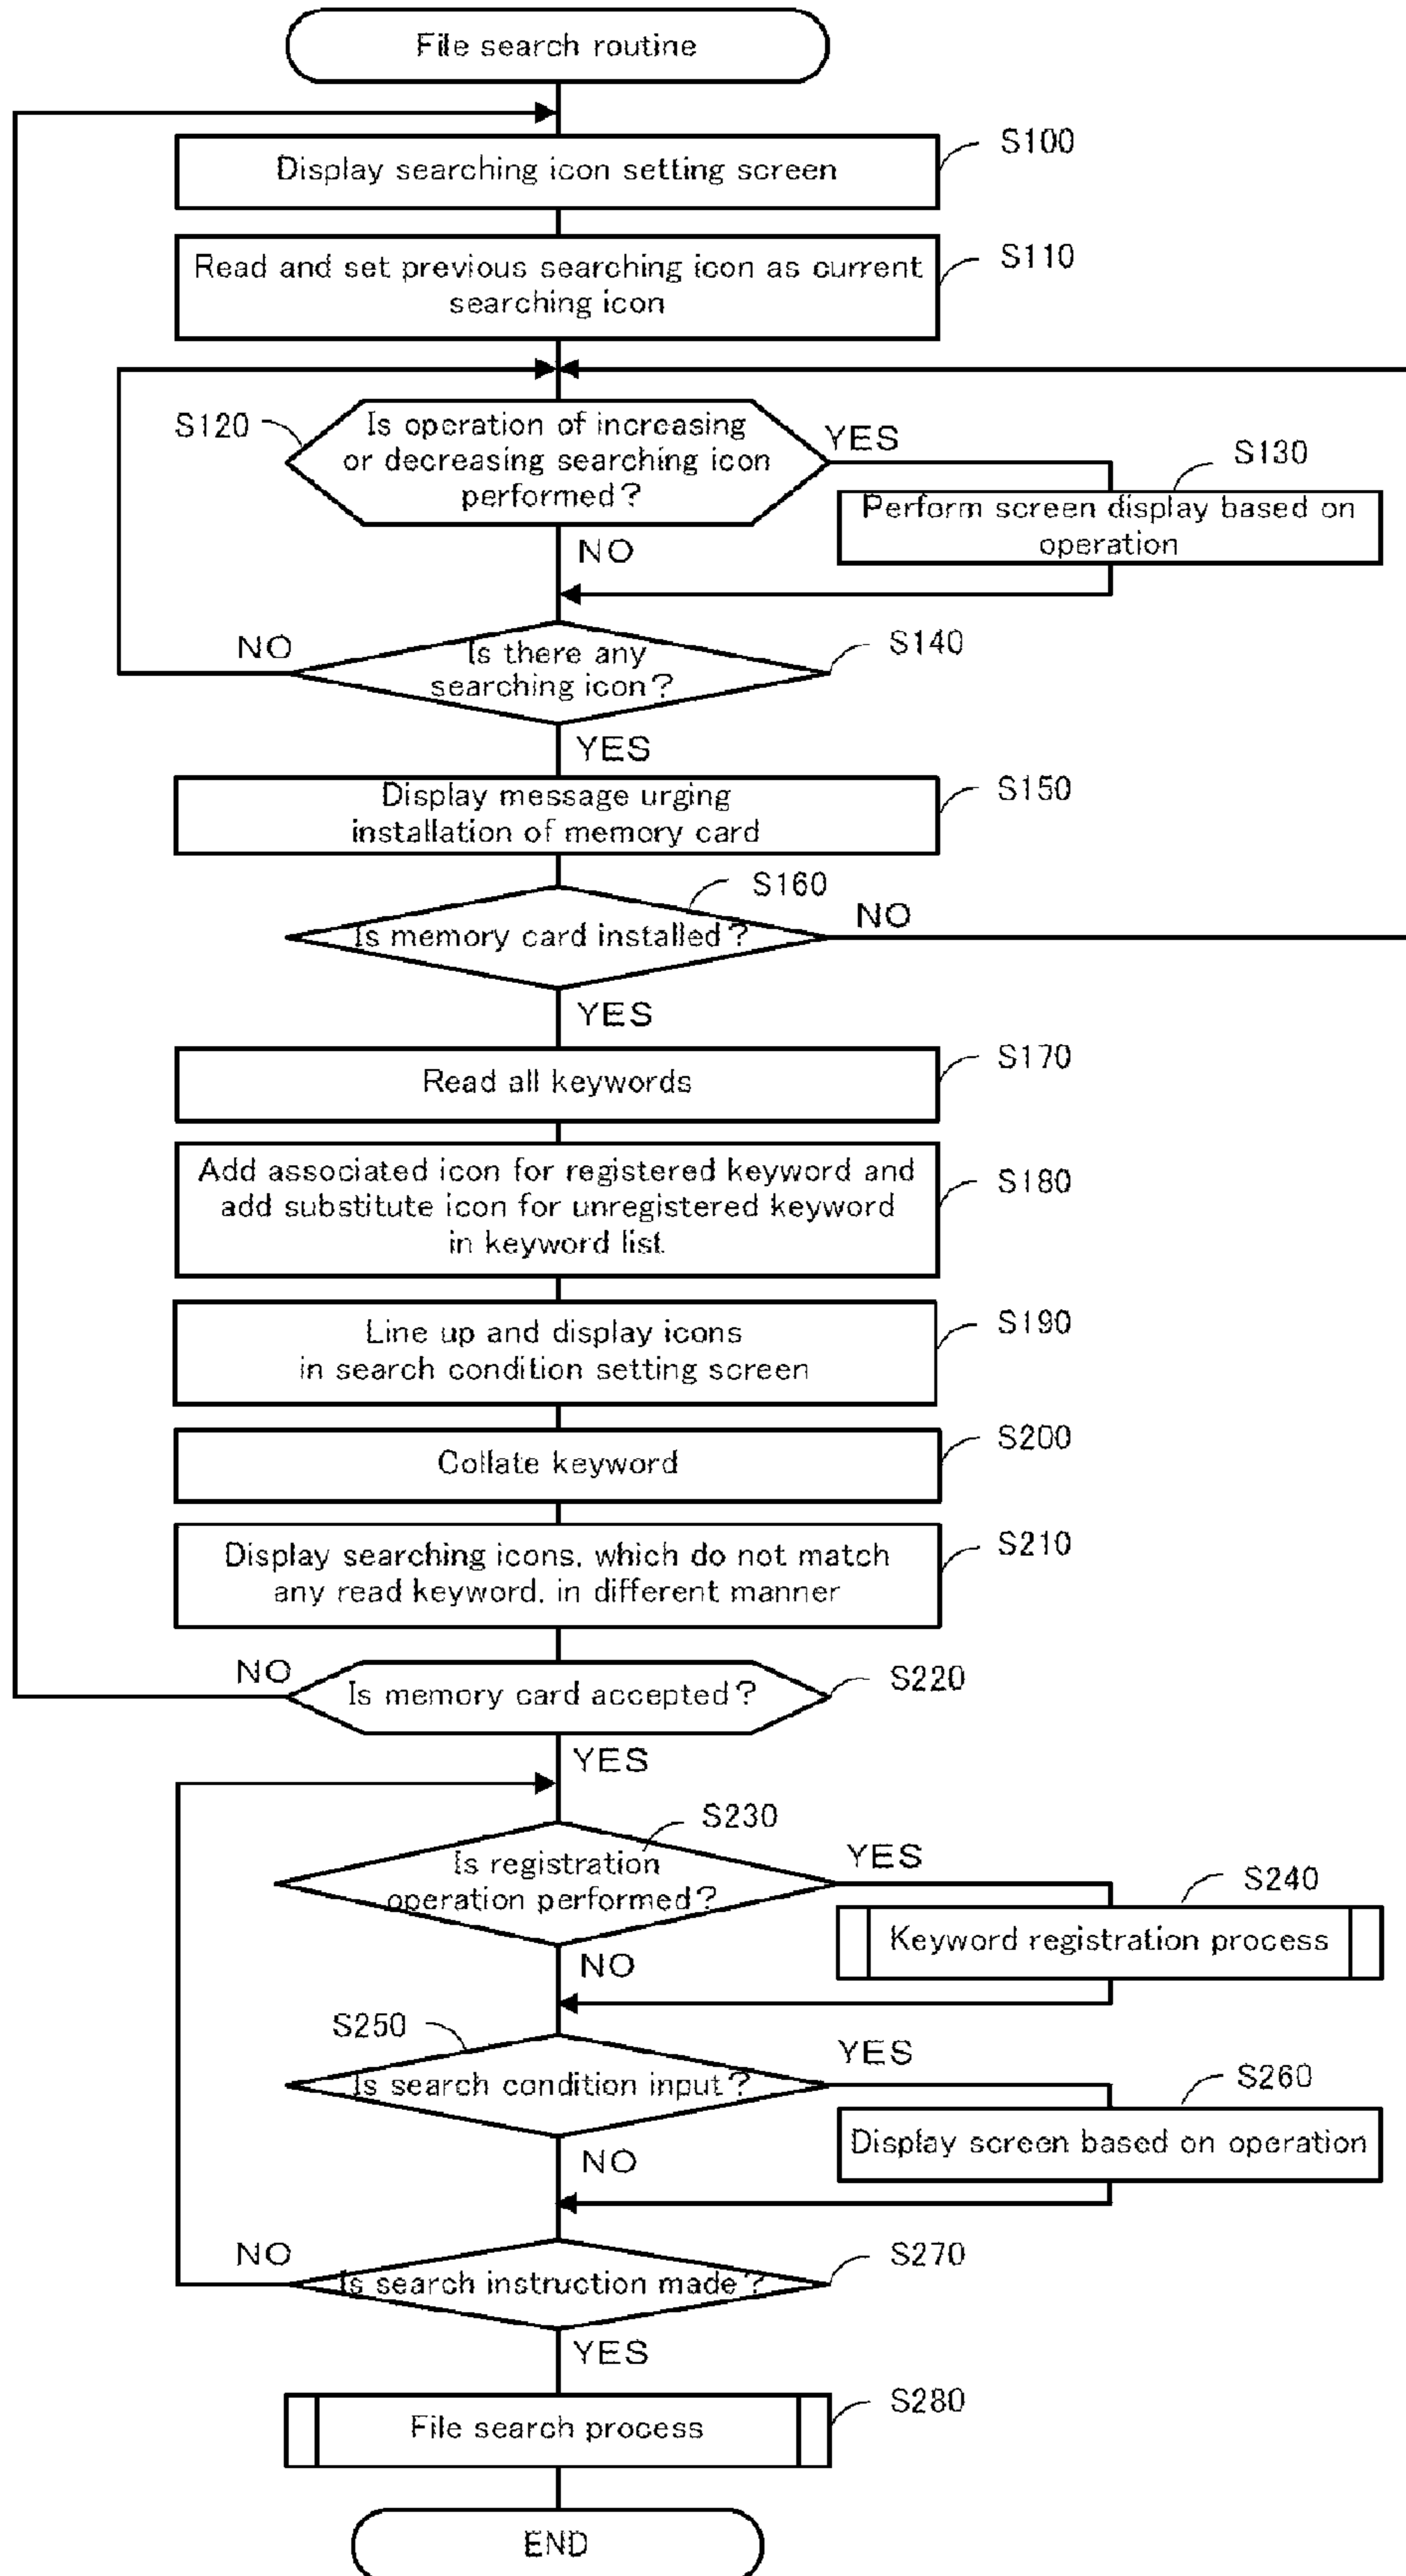 File search routine
S100
Display searching icon setting screen
S110
Read and set previous searching icon as current
searching icon
S120
Is operation of increasing
or decreasing searching icon
performed?
YES
S130
Perform screen display based on
operation
NO
NO
S140
Is there any
searching icon?
YES
S150
Display message urging
installation of memory card
S160
NO
Is memory card installed?
YES
S170
Read all keywords
S180
Add associated icon for registered keyword and
add substitute icon for unregistered keyword
in keyword list.
S190
Line up and display icons
in search condition setting screen
S200
Collate keyword
S210
Display searching icons, which do not match
any read keyword, in different manner
NO
S220
Is memory card accepted?
YES
S230
Is registration
operation performed?
YES
S240
Keyword registration process
NO
S250
YES
Is search condition input?
S260
Display screen based on operation
NO
NO
S270
Is search instruction made?
YES
S280
File search process
END